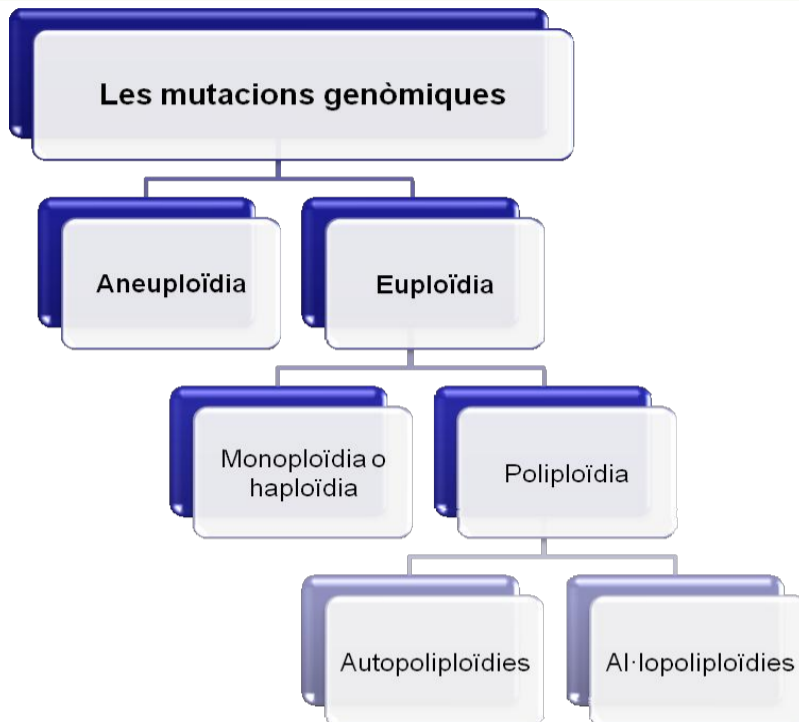 Les mutacions genòmiques
Aneuploïdia
Euploïdia
Monoploïdia o
haploïdia
Poliploïdia
Autopoliploïdies
Al·lopoliploïdies